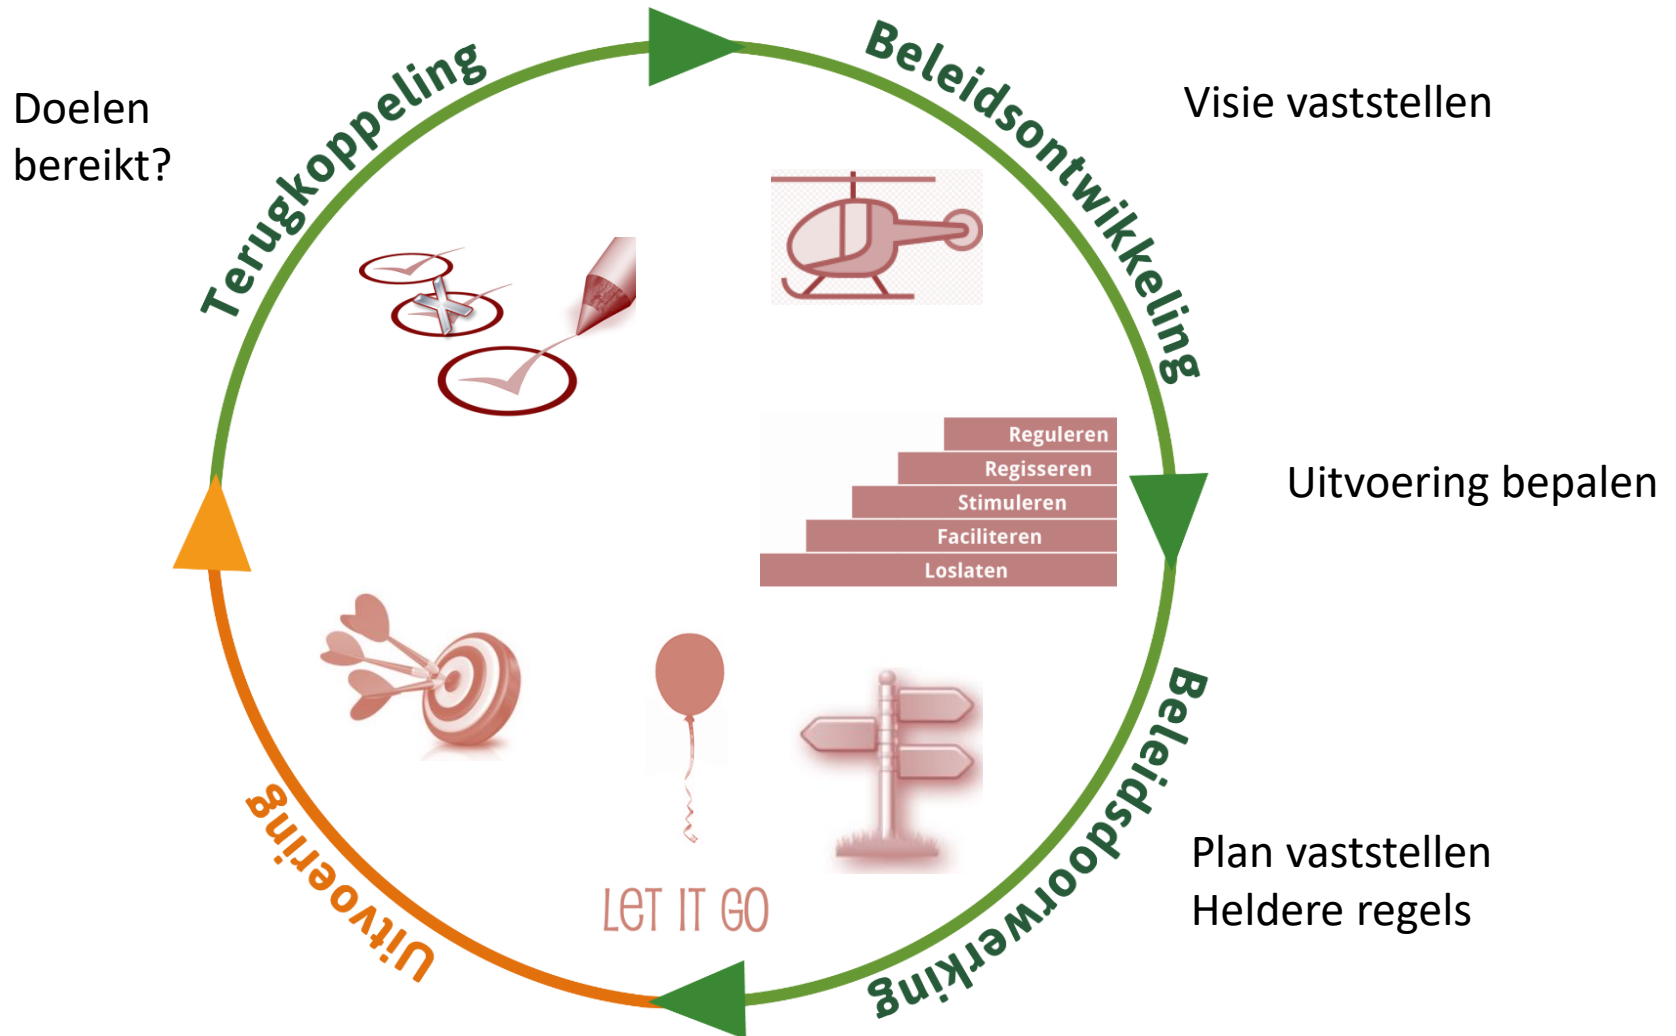 Doelen
bereikt?
Terugkoppeling
Beleidsontwikkeling
Visie vaststellen
Reguleren
Regisseren
Stimuleren
Faciliteren
Loslaten
Uitvoering bepalen
Beleidsdoorwerking
Plan vaststellen
Heldere regels
LET IT GO
Uitvoering